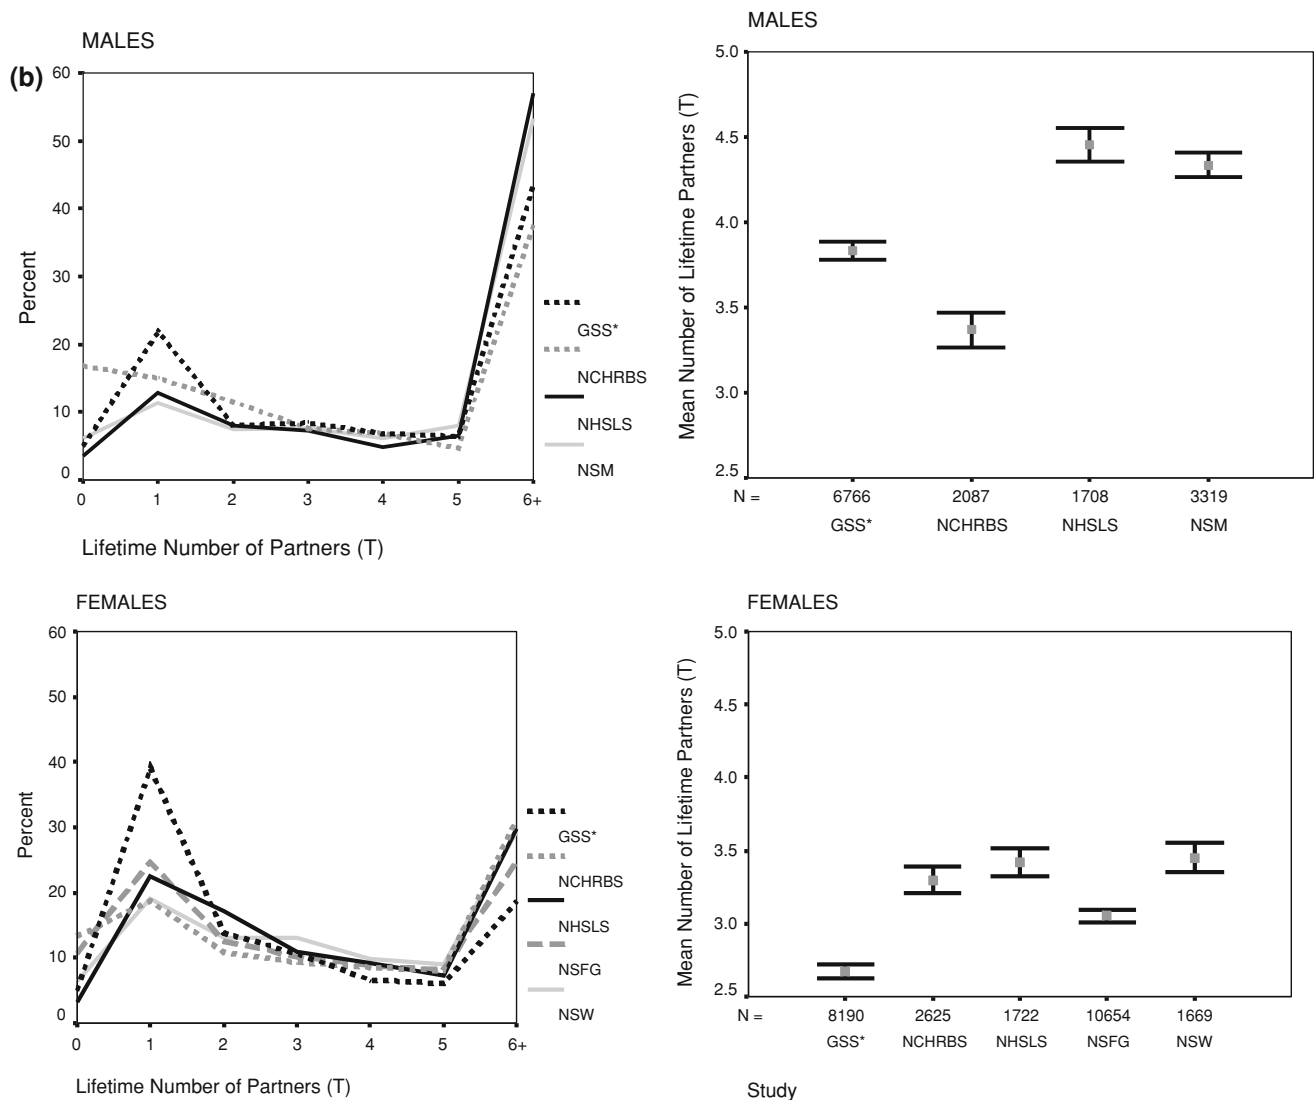 (b)
MALES
Percent
60
50
40
30
20
10
0
0 1 2 3 4 5 6+
Lifetime Number of Partners (T)
GSS*
NCHRBS
NHSLS
NSM
MALES
Mean Number of Lifetime Partners (T)
5.0
4.5
4.0
3.5
3.0
2.5
N = 6766 2087 1708 3319
GSS* NCHRBS NHSLS NSM
FEMALES
Percent
60
50
40
30
20
10
0
0 1 2 3 4 5 6+
Lifetime Number of Partners (T)
GSS*
NCHRBS
NHSLS
NSFG
NSW
FEMALES
Mean Number of Lifetime Partners (T)
5.0
4.5
4.0
3.5
3.0
2.5
N = 8190 2625 1722 10654 1669
GSS* NCHRBS NHSLS NSFG NSW
Study